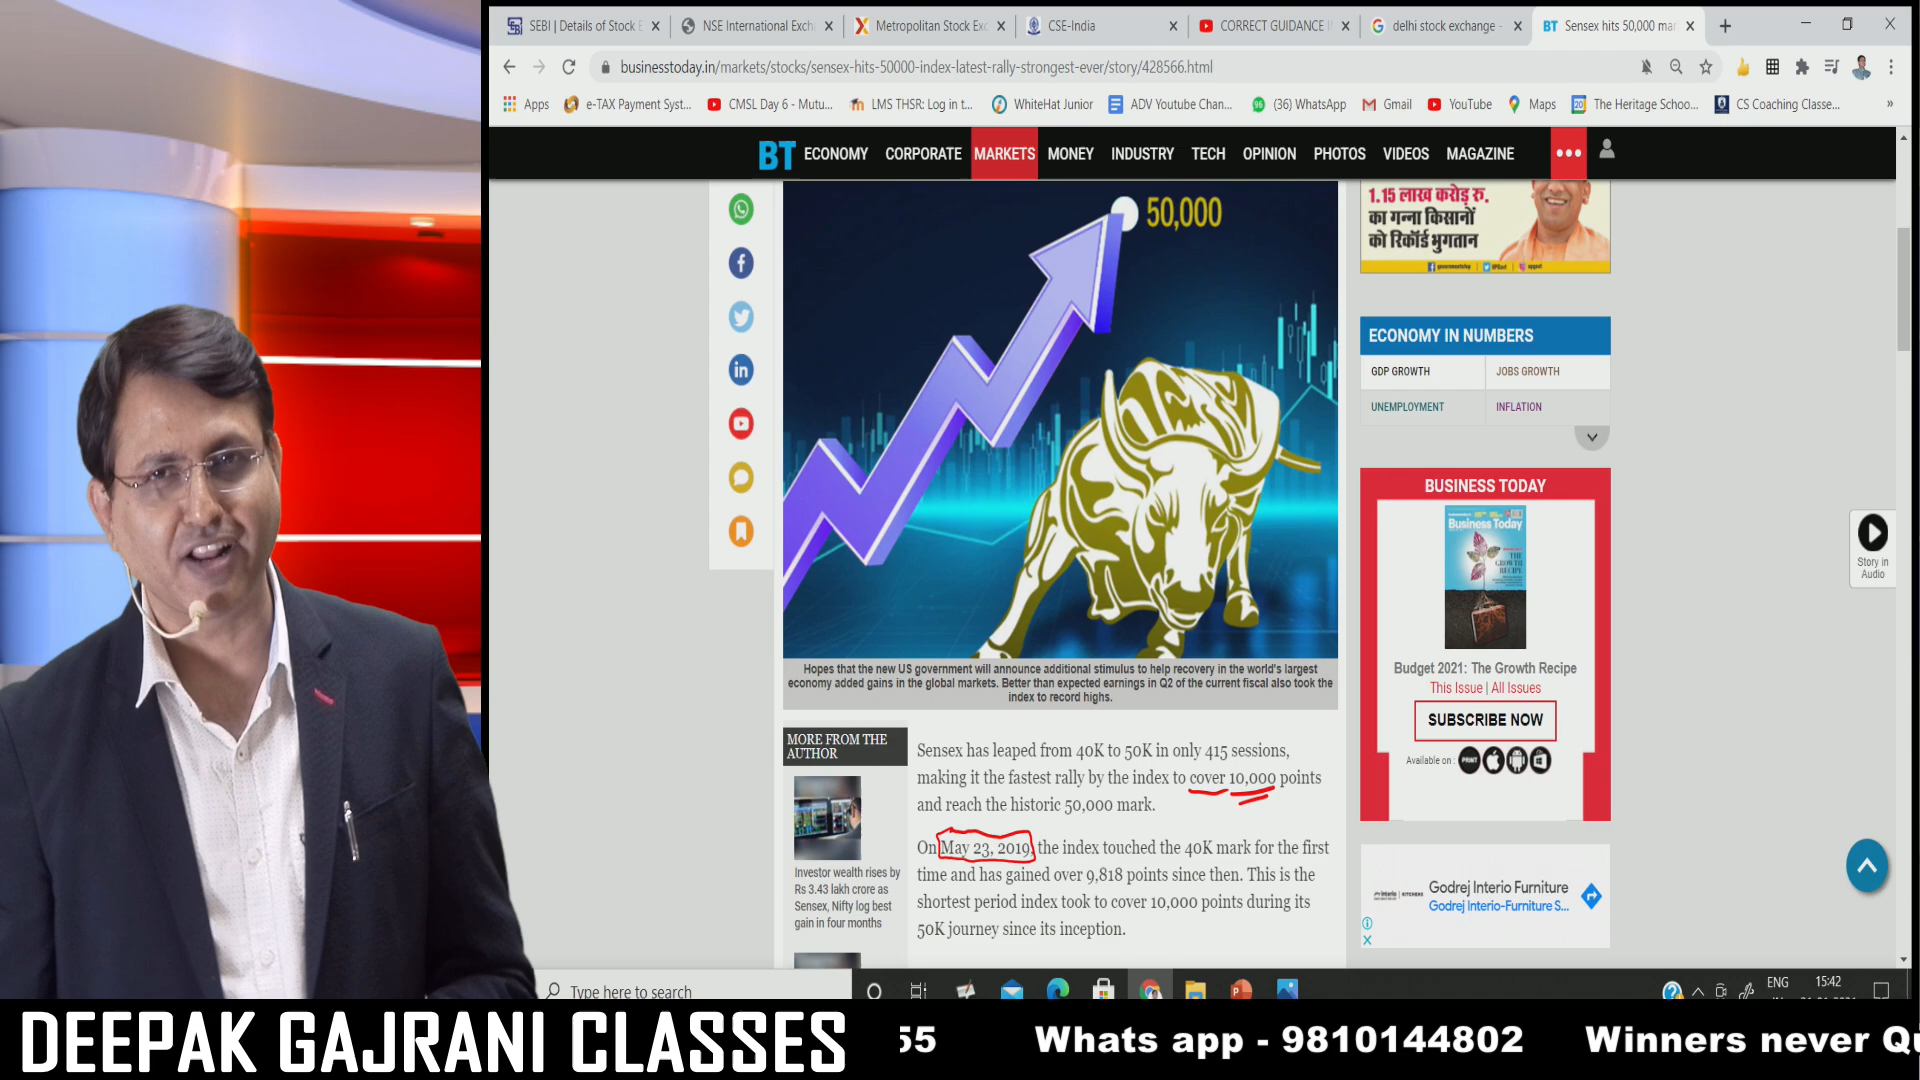 SEBI | Details of Stock E
NSE International Exch
Metropolitan Stock Exc
CSE-India
CORRECT GUIDANCE I
delhi stock exchange -
BT Sensex hits 50,000 mar
businesstoday.in/markets/stocks/sensex-hits-50000-index-latest-rally-strongest-ever/story/428566.html
Apps
e-TAX Payment Syst...
CMSL Day 6 - Mutu...
LMS THSR: Log in t...
WhiteHat Junior
ADV Youtube Chan...
(36) WhatsApp
Gmail
YouTube
Maps
The Heritage Schoo...
CS Coaching Classe...
BT ECONOMY CORPORATE MARKETS MONEY INDUSTRY TECH OPINION PHOTOS VIDEOS MAGAZINE
50,000
1.15 लाख करोड़ रु.
का गन्ना किसानों
को रिकॉर्ड भुगतान
ECONOMY IN NUMBERS
GDP GROWTH
JOBS GROWTH
UNEMPLOYMENT
INFLATION
BUSINESS TODAY
Business Today
THE GROWTH RECIPE
Story in
Audio
Budget 2021: The Growth Recipe
This Issue | All Issues
SUBSCRIBE NOW
Available on :
PRINT
Hopes that the new US government will announce additional stimulus to help recovery in the world's largest
economy added gains in the global markets. Better than expected earnings in Q2 of the current fiscal also took the
index to record highs.
MORE FROM THE
AUTHOR
Investor wealth rises by
Rs 3.43 lakh crore as
Sensex, Nifty log best
gain in four months
Sensex has leaped from 40K to 50K in only 415 sessions,
making it the fastest rally by the index to cover 10,000 points
and reach the historic 50,000 mark.
On May 23, 2019, the index touched the 40K mark for the first
time and has gained over 9,818 points since then. This is the
shortest period index took to cover 10,000 points during its
50K journey since its inception.
Godrej Interio Furniture
Godrej Interio-Furniture S...
Type here to search
ENG
15:42
DEEPAK GAJRANI CLASSES
55 Whats app - 9810144802 Winners never Qu